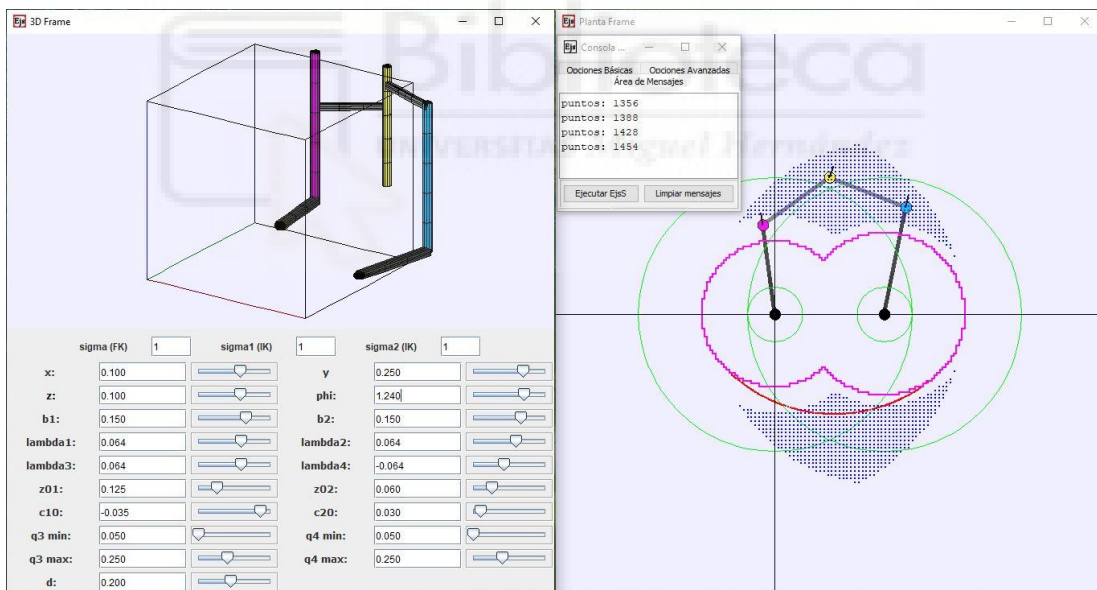 3D Frame
sigma (FK) 1 sigma1 (IK) 1 sigma2 (IK) 1
x: 0.100 y 0.250
z: 0.100 phi: 1.240
b1: 0.150 b2: 0.150
lambda1: 0.064 lambda2: 0.064
lambda3: 0.064 lambda4: -0.064
z01: 0.125 z02: 0.060
c10: -0.035 c20: 0.030
q3 min: 0.050 q4 min: 0.050
q3 max: 0.250 q4 max: 0.250
d: 0.200
Planta Frame
Consola ...
Opciones Básicas Opciones Avanzadas
Área de Mensajes
puntos: 1356
puntos: 1388
puntos: 1428
puntos: 1454
Ejecutar EjsS Limpiar mensajes
Biblioteca
UNIVERSITAS Miguel Hernández